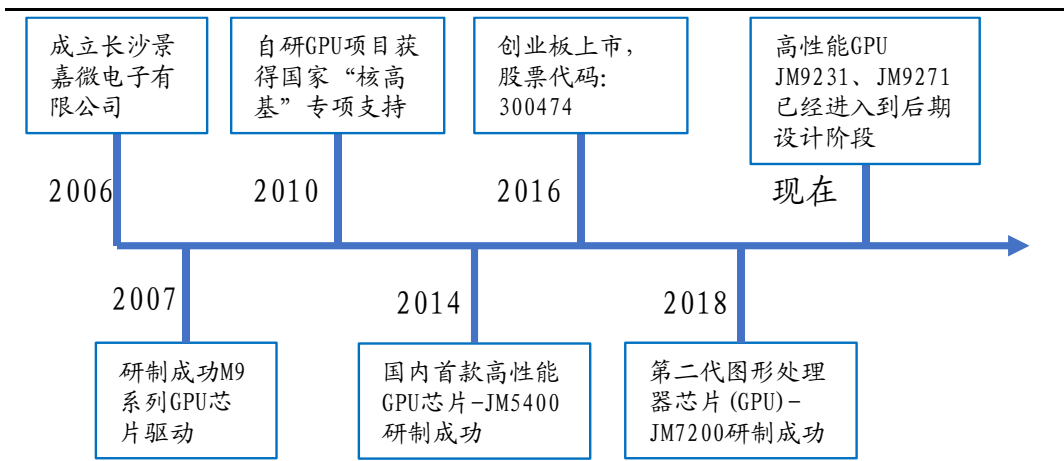 成立长沙景
嘉微电子有
限公司
自研GPU项目获
得国家“核高
基”专项支持
创业板上市，
股票代码:
300474
高性能GPU
JM9231、JM9271
已经进入到后期
设计阶段
2006
2010
2016
现在
2007
2014
2018
研制成功M9
系列GPU芯
片驱动
国内首款高性能
GPU芯片-JM5400
研制成功
第二代图形处理
器芯片(GPU)-
JM7200研制成功